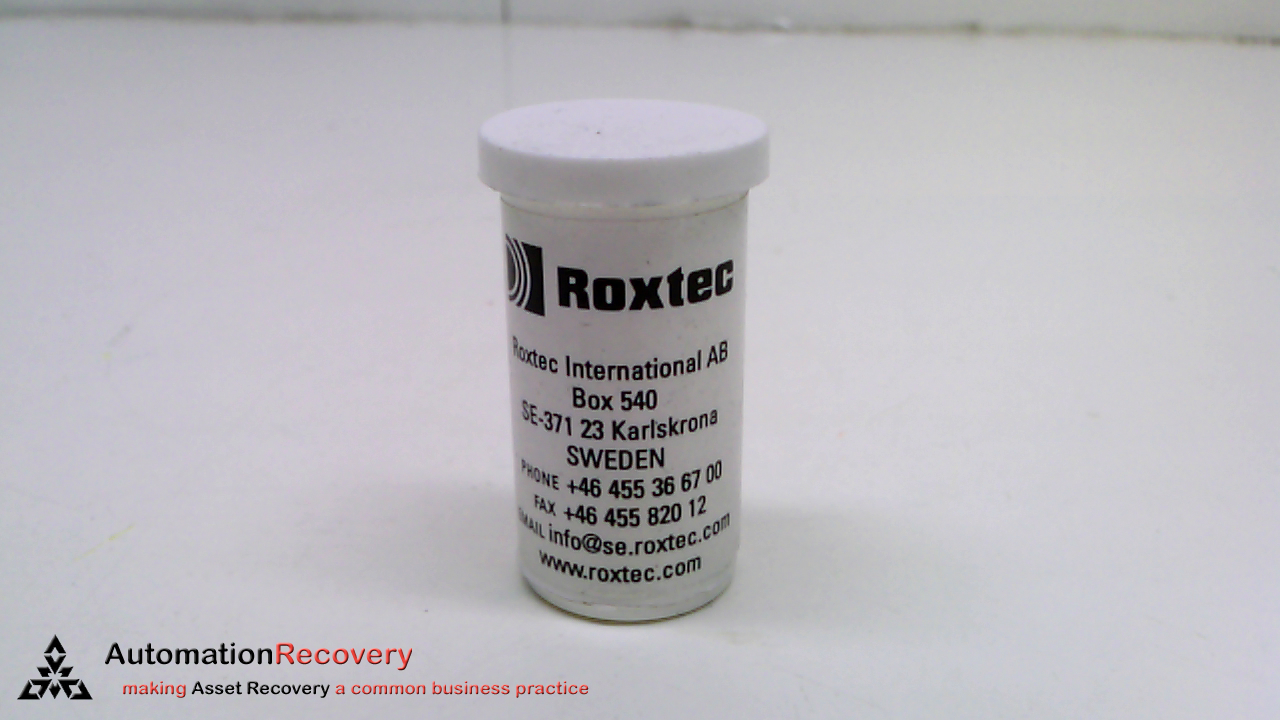 Roxtec
Roxtec International AB
Box 540
SE-371 23 Karlskrona
SWEDEN
PHONE +46 455 36 67 00
FAX +46 455 820 12
EMAIL info@se.roxtec.com
www.roxtec.com
AutomationRecovery
making Asset Recovery a common business practice